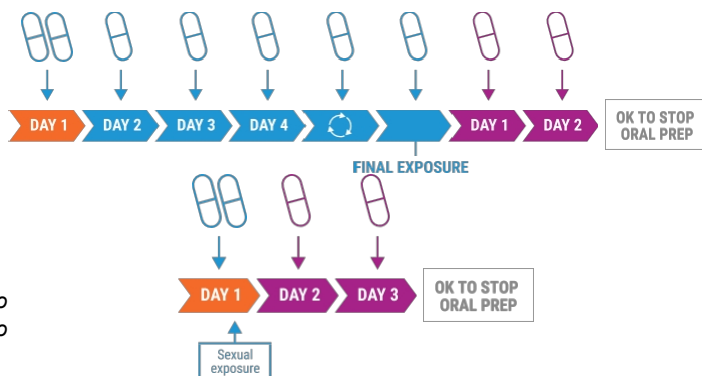 DAY 1 DAY 2 DAY 3 DAY 4 DAY 1 DAY 2
OK TO STOP
ORAL PREP
FINAL EXPOSURE
DAY 1 DAY 2 DAY 3
OK TO STOP
ORAL PREP
Sexual
exposure